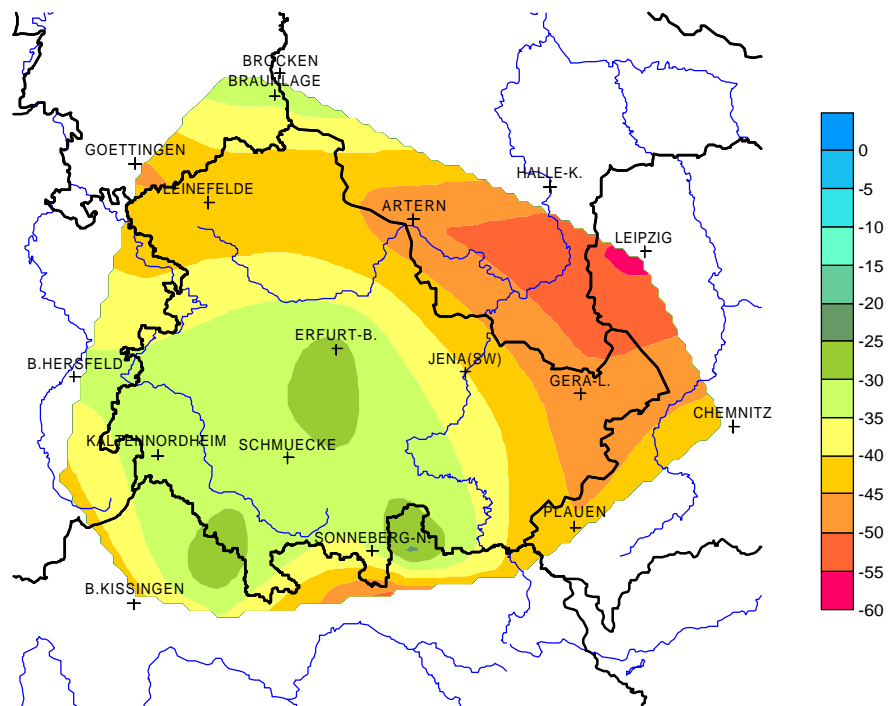 BROCKEN
BRAUNLAGE
GOETTINGEN
LEINEFELDE
HALLE-K.
ARTERN
LEIPZIG
ERFURT-B.
JENA(SW)
B.HERSFELD
GERA-L.
CHEMNITZ
KALTENNORDHEIM
SCHMUECKE
PLAUEN
SONNEBERG-N.
B.KISSINGEN
0
-5
-10
-15
-20
-25
-30
-35
-40
-45
-50
-55
-60